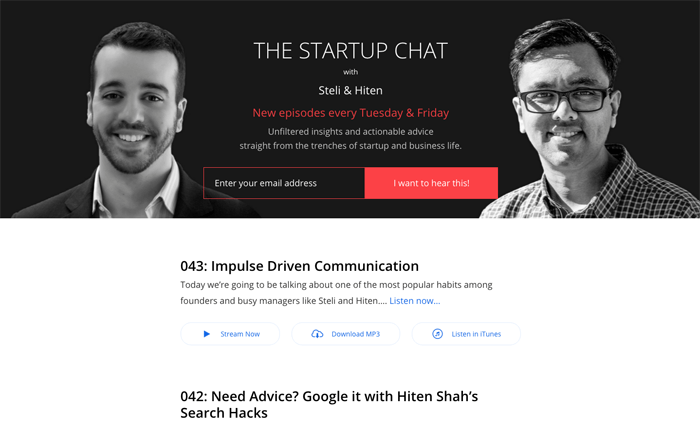 THE STARTUP CHAT
with
Steli & Hiten
New episodes every Tuesday & Friday
Unfiltered insights and actionable advice
straight from the trenches of startup and business life.
Enter your email address
I want to hear this!
043: Impulse Driven Communication
Today we're going to be talking about one of the most popular habits among
founders and busy managers like Steli and Hiten.... Listen now...
Stream Now
Download MP3
Listen in iTunes
042: Need Advice? Google it with Hiten Shah's
Search Hacks